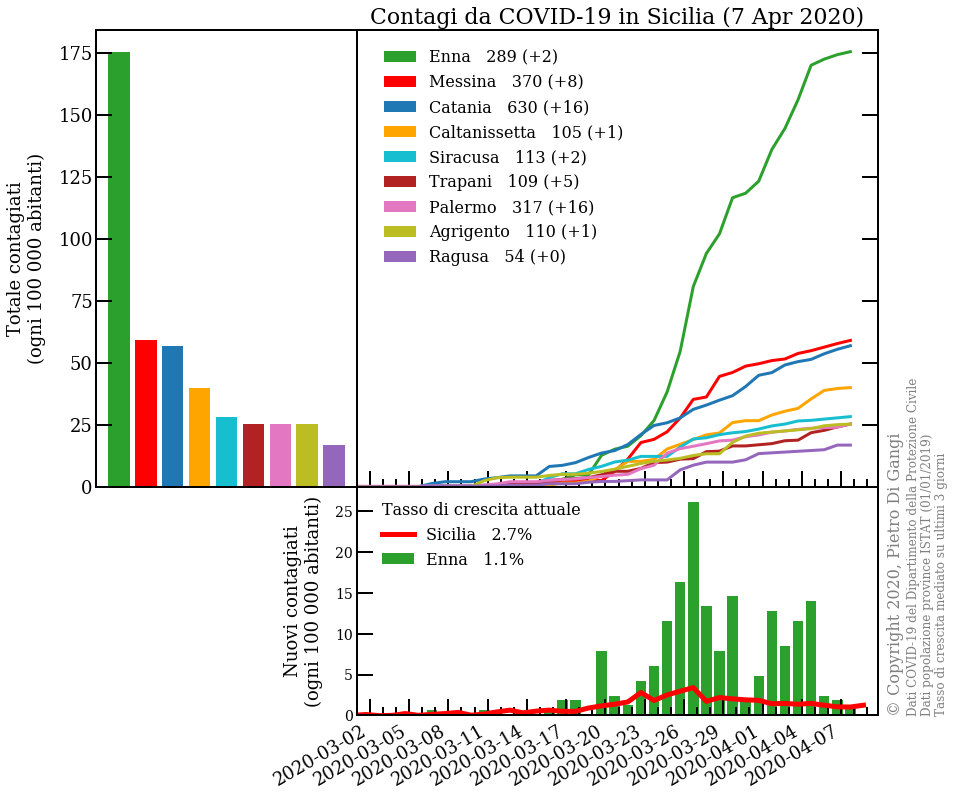 Contagi da COVID-19 in Sicilia (7 Apr 2020)
Totale contagiati
(ogni 100 000 abitanti)
175
150
125
100
75
50
25
0
Enna 289 (+2)
Messina 370 (+8)
Catania 630 (+16)
Caltanissetta 105 (+1)
Siracusa 113 (+2)
Trapani 109 (+5)
Palermo 317 (+16)
Agrigento 110 (+1)
Ragusa 54 (+0)
Nuovi contagiati
(ogni 100 000 abitanti)
25
20
15
10
5
0
Tasso di crescita attuale
Sicilia 2.7%
Enna 1.1%
2020-03-02
2020-03-05
2020-03-08
2020-03-11
2020-03-14
2020-03-17
2020-03-20
2020-03-23
2020-03-26
2020-03-29
2020-04-01
2020-04-04
2020-04-07
© Copyright 2020, Pietro Di Gangi
Dati COVID-19 del Dipartimento della Protezione Civile
Dati popolazione province ISTAT (01/01/2019)
Tasso di crescita mediato su ultimi 3 giorni